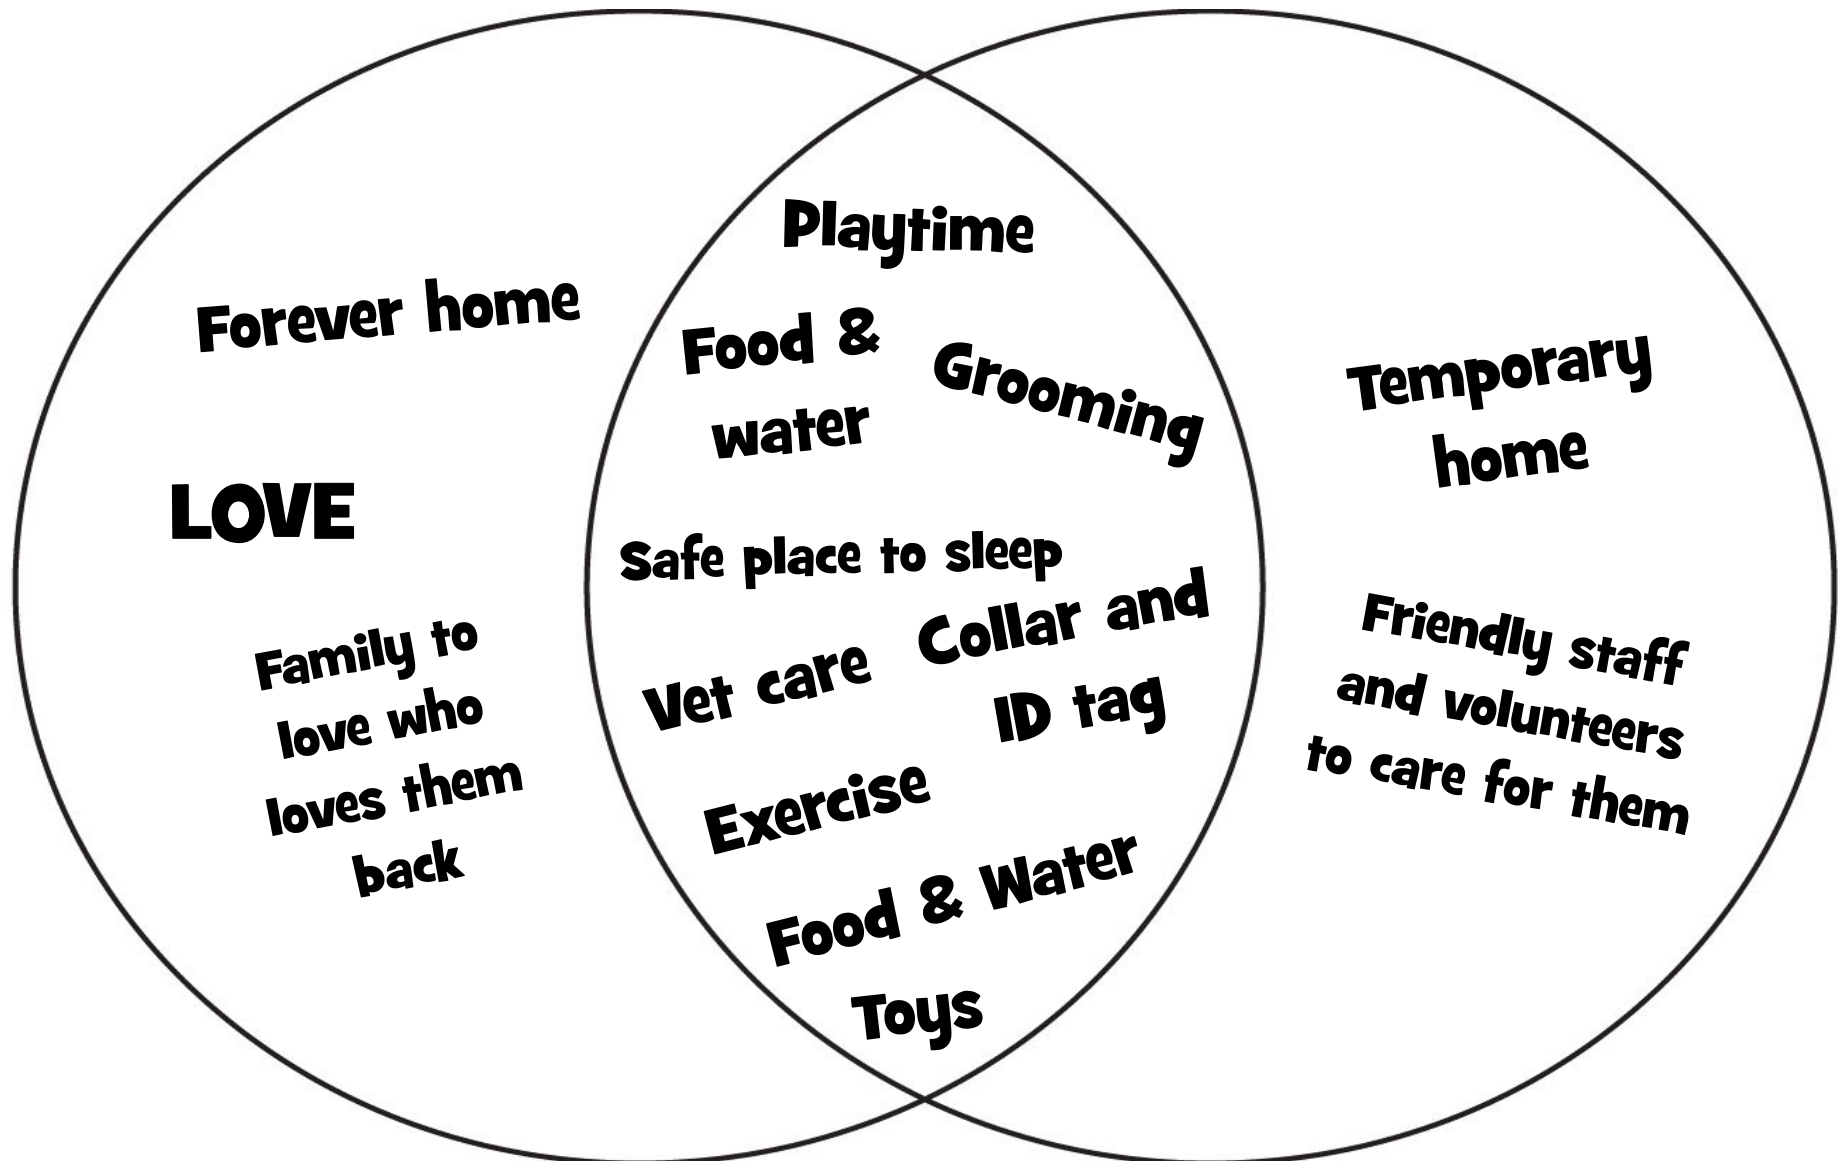 Forever home
LOVE
Family to
love who
loves them
back
Playtime
Food &
water
Grooming
Safe place to sleep
Collar and
ID tag
Vet care
Exercise
Food & Water
Toys
Temporary
home
Friendly staff
and volunteers
to care for them